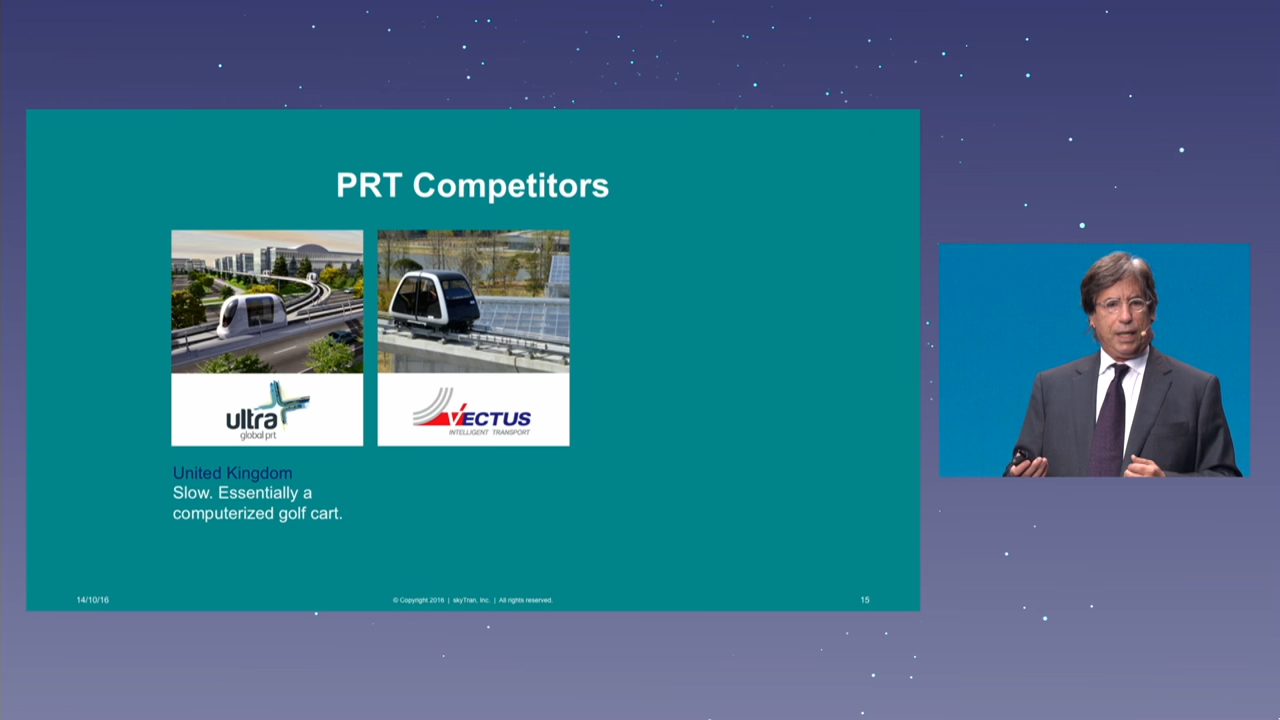 PRT Competitors
ultra
global prt
VECTUS
INTELLIGENT TRANSPORT
United Kingdom
Slow. Essentially a
computerized golf cart.
14/10/16
© Copyright 2016 | skyTran, Inc. | All rights reserved.
15